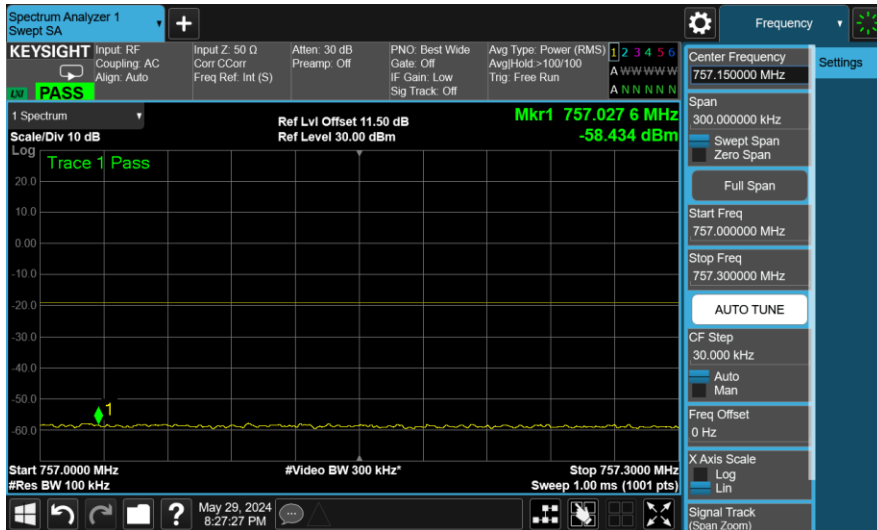 Spectrum Analyzer 1
Swept SA
Frequency
KEYSIGHT
Input: RF
Coupling: AC
Align: Auto
Input Z: 50 Ω
Corr CCorr
Freq Ref: Int (S)
Atten: 30 dB
Preamp: Off
PNO: Best Wide
Gate: Off
IF Gain: Low
Sig Track: Off
Avg Type: Power (RMS)
Avg|Hold:>100/100
Trig: Free Run
1 2 3 4 5 6
A W W W W W
A N N N N N
LXI
PASS
1 Spectrum
Scale/Div 10 dB
Ref Lvl Offset 11.50 dB
Ref Level 30.00 dBm
Mkr1 757.027 6 MHz
-58.434 dBm
Log
Trace 1 Pass
20.0
10.0
0.00
-10.0
-20.0
-30.0
-40.0
-50.0
-60.0
1
Start 757.0000 MHz
#Res BW 100 kHz
#Video BW 300 kHz*
Stop 757.3000 MHz
Sweep 1.00 ms (1001 pts)
Center Frequency
757.150000 MHz
Settings
Span
300.000000 kHz
Swept Span
Zero Span
Full Span
Start Freq
757.000000 MHz
Stop Freq
757.300000 MHz
AUTO TUNE
CF Step
30.000 kHz
Auto
Man
Freq Offset
0 Hz
X Axis Scale
Log
Lin
Signal Track
(Span Zoom)
May 29, 2024
8:27:27 PM